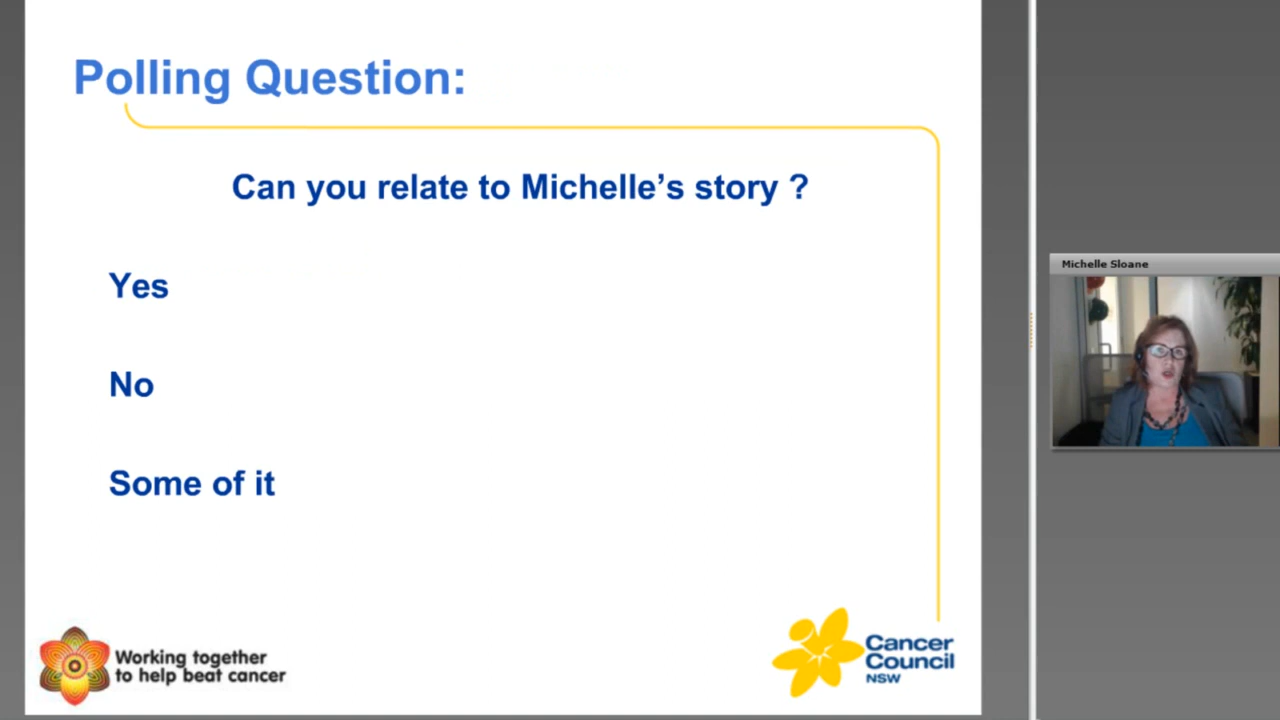 Polling Question:
Can you relate to Michelle’s story ?
Yes
No
Some of it
Michelle Sloane
Working together
to help beat cancer
Cancer
Council
NSW